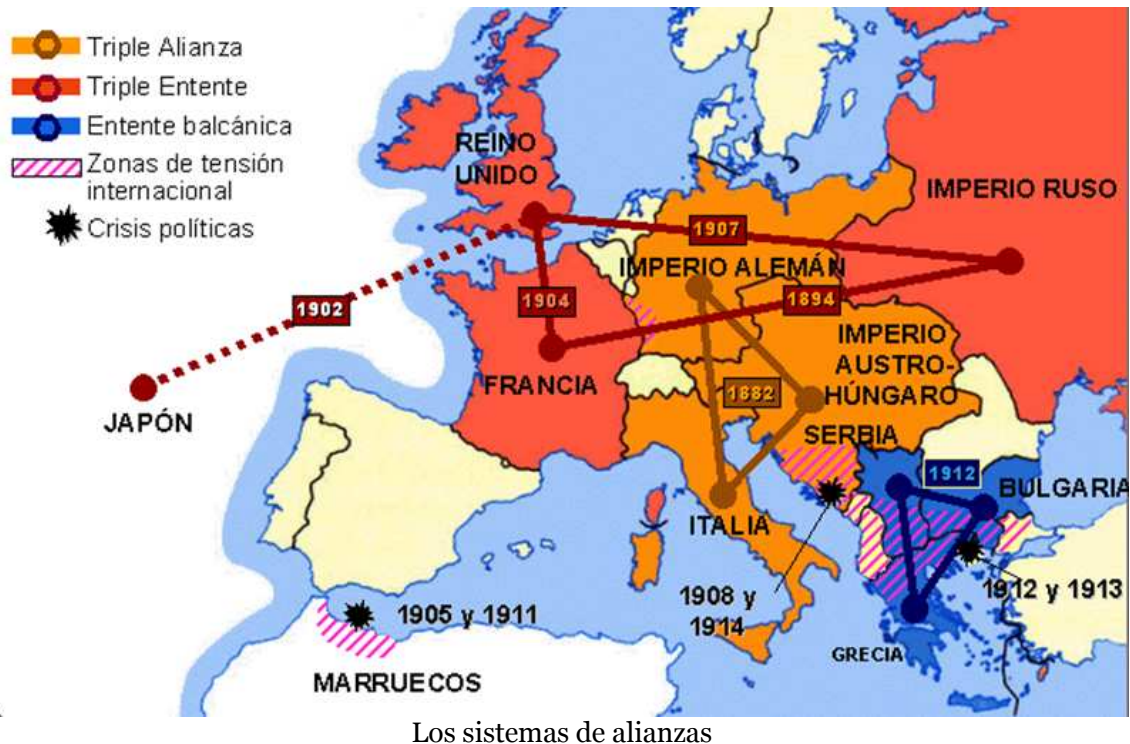 Triple Alianza
Triple Entente
Entente balcánica
Zonas de tensión
internacional
Crisis políticas
REINO
UNIDO
IMPERIO RUSO
1907
IMPERIO ALEMÁN
1902
1904
1894
IMPERIO
AUSTRO-
HÚNGARO
FRANCIA
1882
JAPÓN
SERBIA
1912
BULGARIA
ITALIA
1912 y 1913
1908 y
1914
1905 y 1911
GRECIA
MARRUECOS
Los sistemas de alianzas